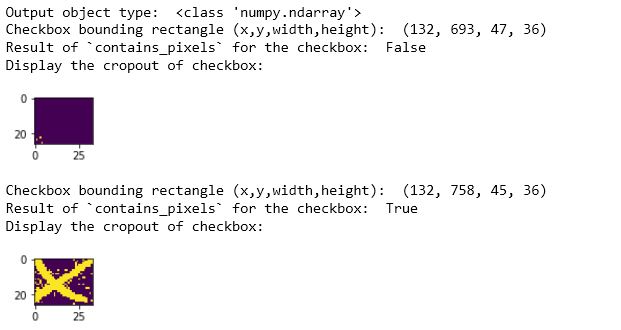 Output object type:  <class 'numpy.ndarray'>
Checkbox bounding rectangle (x,y,width,height):  (132, 693, 47, 36)
Result of `contains_pixels` for the checkbox:  False
Display the cropout of checkbox:
0
20
0 25
Checkbox bounding rectangle (x,y,width,height):  (132, 758, 45, 36)
Result of `contains_pixels` for the checkbox:  True
Display the cropout of checkbox:
0
20
0 25